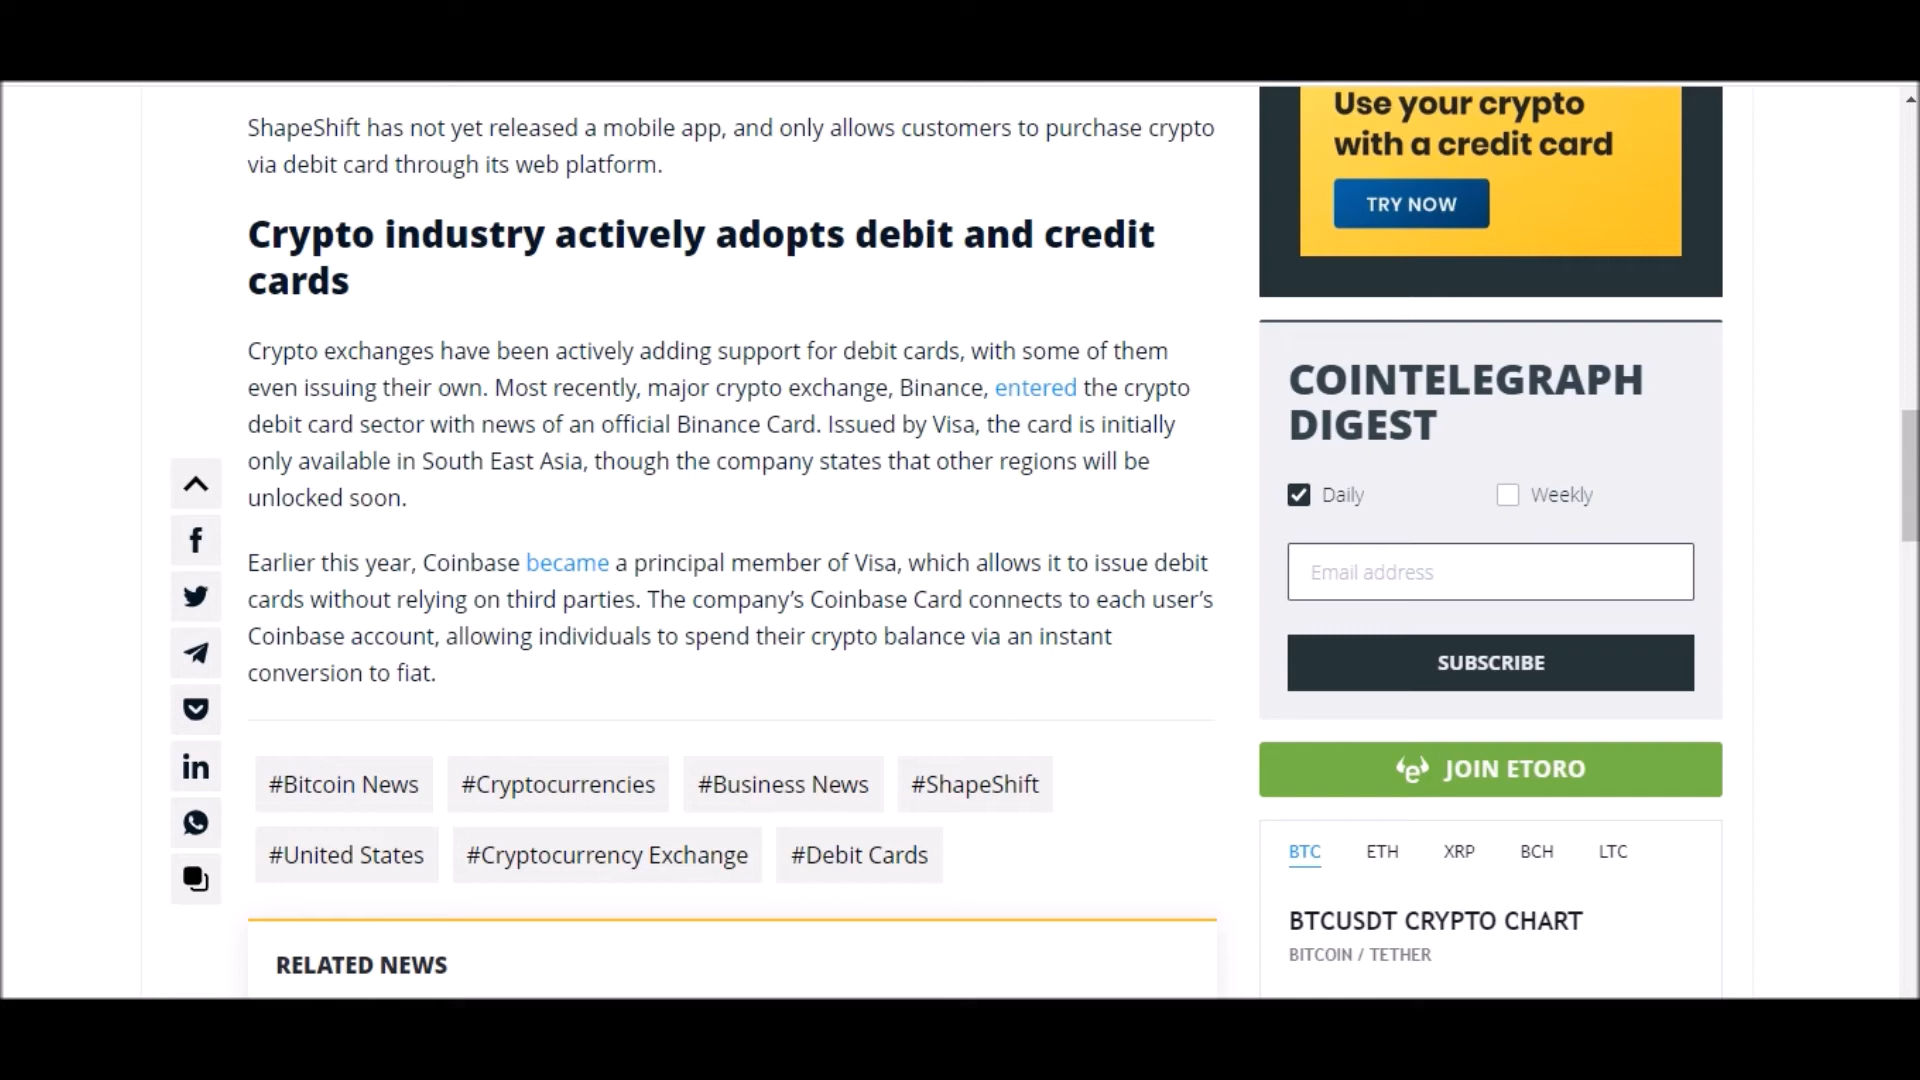 ShapeShift has not yet released a mobile app, and only allows customers to purchase crypto
via debit card through its web platform.
Crypto industry actively adopts debit and credit
cards
Crypto exchanges have been actively adding support for debit cards, with some of them
even issuing their own. Most recently, major crypto exchange, Binance, entered the crypto
debit card sector with news of an official Binance Card. Issued by Visa, the card is initially
only available in South East Asia, though the company states that other regions will be
unlocked soon.
Earlier this year, Coinbase became a principal member of Visa, which allows it to issue debit
cards without relying on third parties. The company’s Coinbase Card connects to each user’s
Coinbase account, allowing individuals to spend their crypto balance via an instant
conversion to fiat.
#Bitcoin News #Cryptocurrencies #Business News #ShapeShift
#United States #Cryptocurrency Exchange #Debit Cards
RELATED NEWS
Use your crypto
with a credit card
TRY NOW
COINTELEGRAPH
DIGEST
Daily Weekly
Email address
SUBSCRIBE
JOIN ETORO
BTC ETH XRP BCH LTC
BTCUSDT CRYPTO CHART
BITCOIN / TETHER